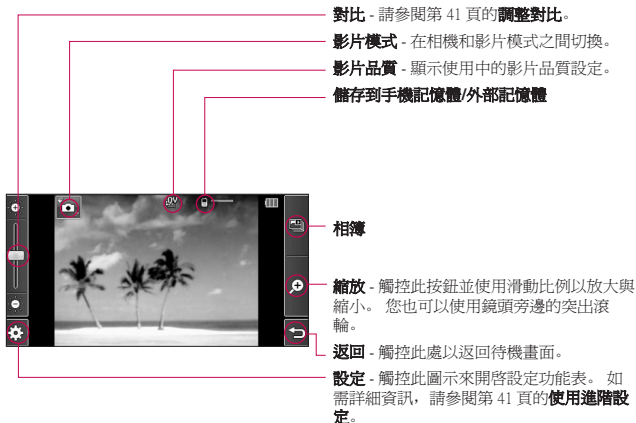 對比 - 請參閱第 41 頁的調整對比。
影片模式 - 在相機和影片模式之間切換。
影片品質 - 顯示使用中的影片品質設定。
儲存到手機記憶體/外部記憶體
QV
相簿
縮放 - 觸控此按鈕並使用滑動比例以放大與
縮小。 您也可以使用鏡頭旁邊的突出滾
輪。
返回 - 觸控此處以返回待機畫面。
設定 - 觸控此圖示來開啓設定功能表。 如
需詳細資訊，請參閱第 41 頁的使用進階設
定。